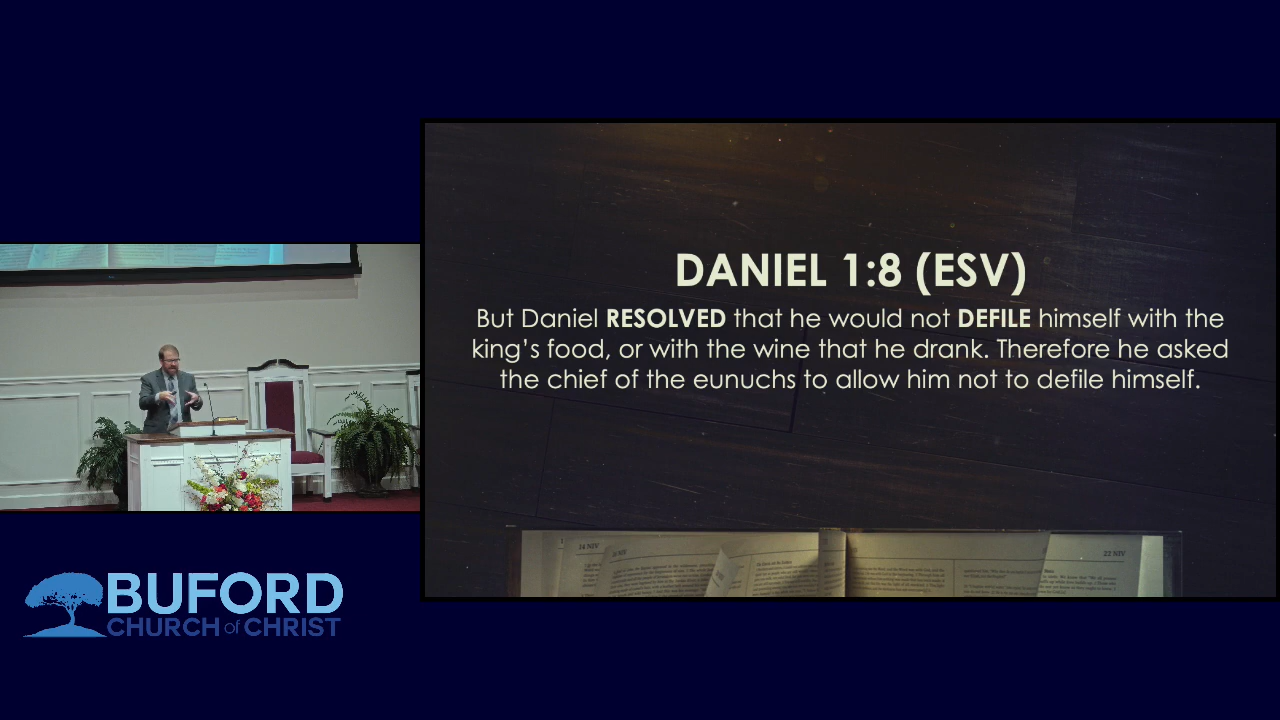 DANIEL 1:8 (ESV)
But Daniel RESOLVED that he would not DEFILE himself with the
king’s food, or with the wine that he drank. Therefore he asked
the chief of the eunuchs to allow him not to defile himself.
BUFORD
CHURCH of CHRIST